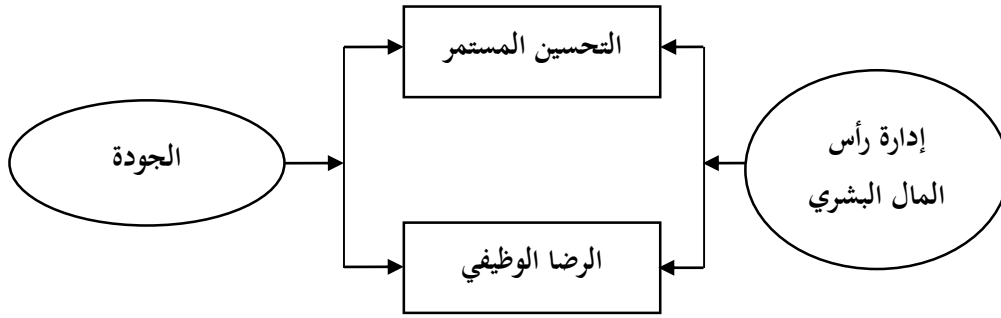 التحسين المستمر
إدارة رأس
المال البشري
الجودة
الرضا الوظيفي